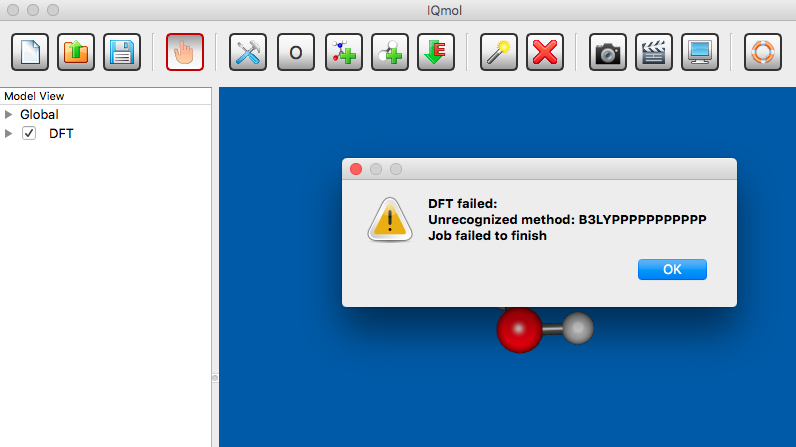 IQmol
O
E
Model View
Global
DFT
DFT failed:
Unrecognized method: B3LYPPPPPPPPPPP
Job failed to finish
OK